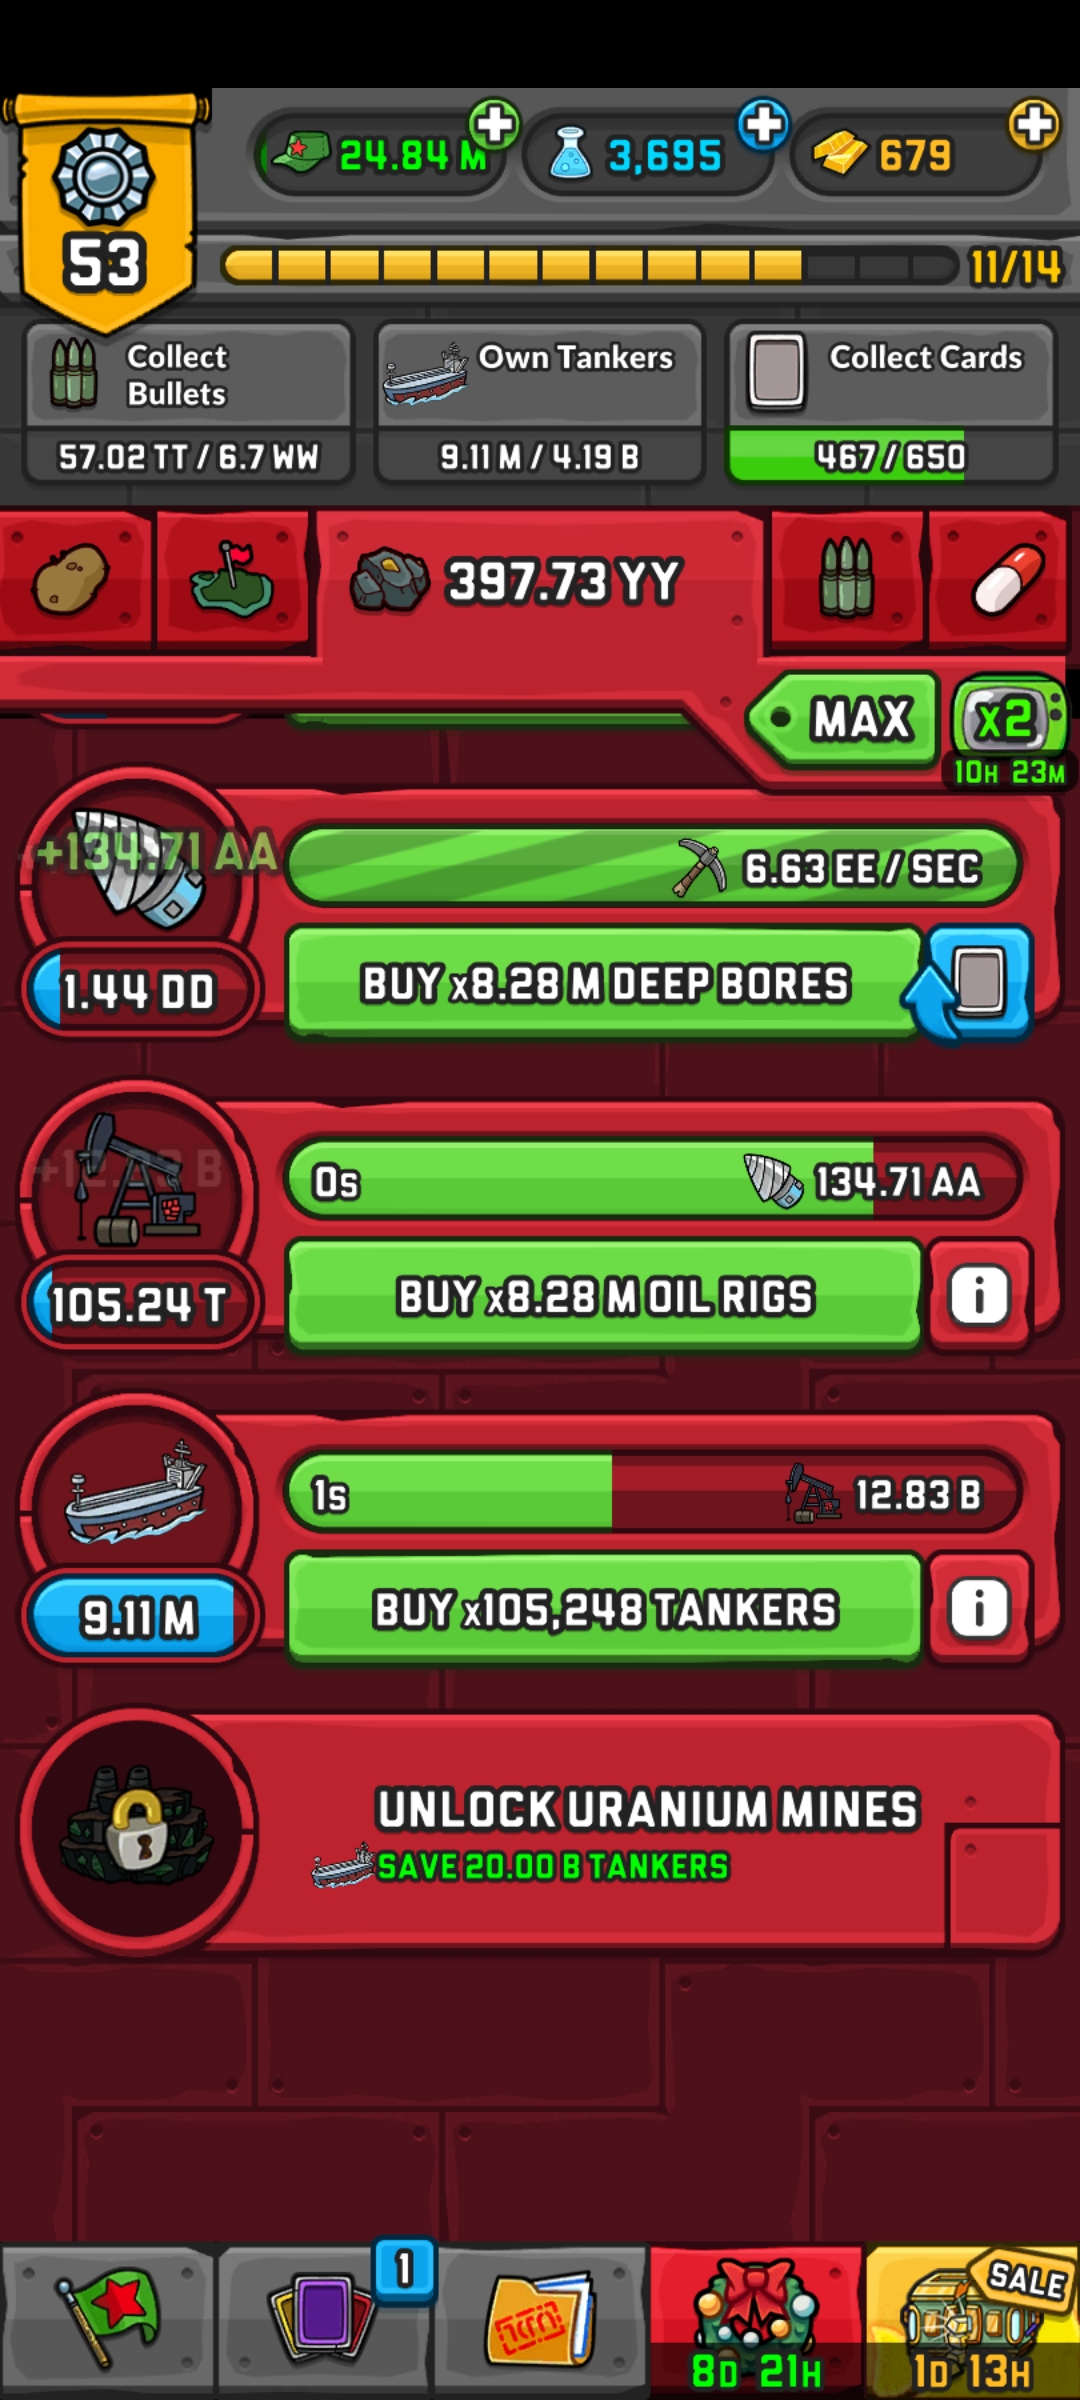 24.84 M
3,695
679
53
11/14
Collect
Bullets
57.02 TT / 6.7 WW
Own Tankers
9.11 M / 4.19 B
Collect Cards
467 / 650
397.73 YY
MAX
x2
10H 23M
+134.71 AA
6.63 EE / SEC
1.44 DD
BUY x8.28 M DEEP BORES
0s
134.71 AA
105.24 T
BUY x8.28 M OIL RIGS
i
1s
12.83 B
9.11 M
BUY x105,248 TANKERS
i
UNLOCK URANIUM MINES
SAVE 20.00 B TANKERS
1
SALE
8D 21H
1D 13H